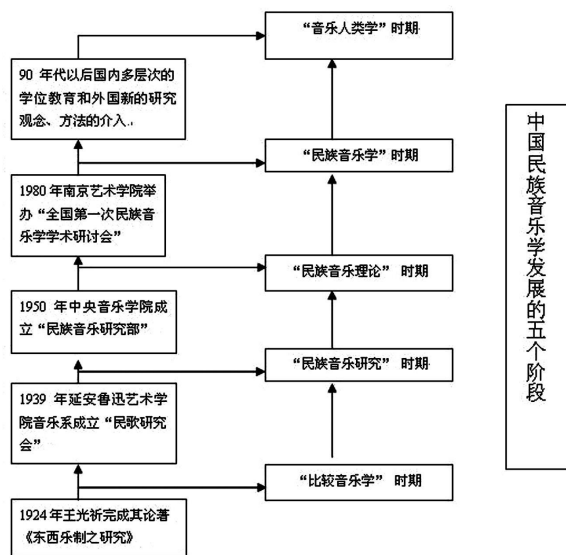 “音乐人类学”时期
90 年代以后国内多层次的
学位教育和外国新的研究
观念、方法的介入.
“民族音乐学”时期
1980 年南京艺术学院举
办“全国第一次民族音
乐学学术研讨会”
“民族音乐理论” 时期
1950 年中央音乐学院成
立“民族音乐研究部”
“民族音乐研究” 时期
1939 年延安鲁迅艺术学
院音乐系成立“民歌研究
会”
“比较音乐学” 时期
1924 年王光祈完成其论著
《东西乐制之研究》
中国民族音乐学发展的五个阶段